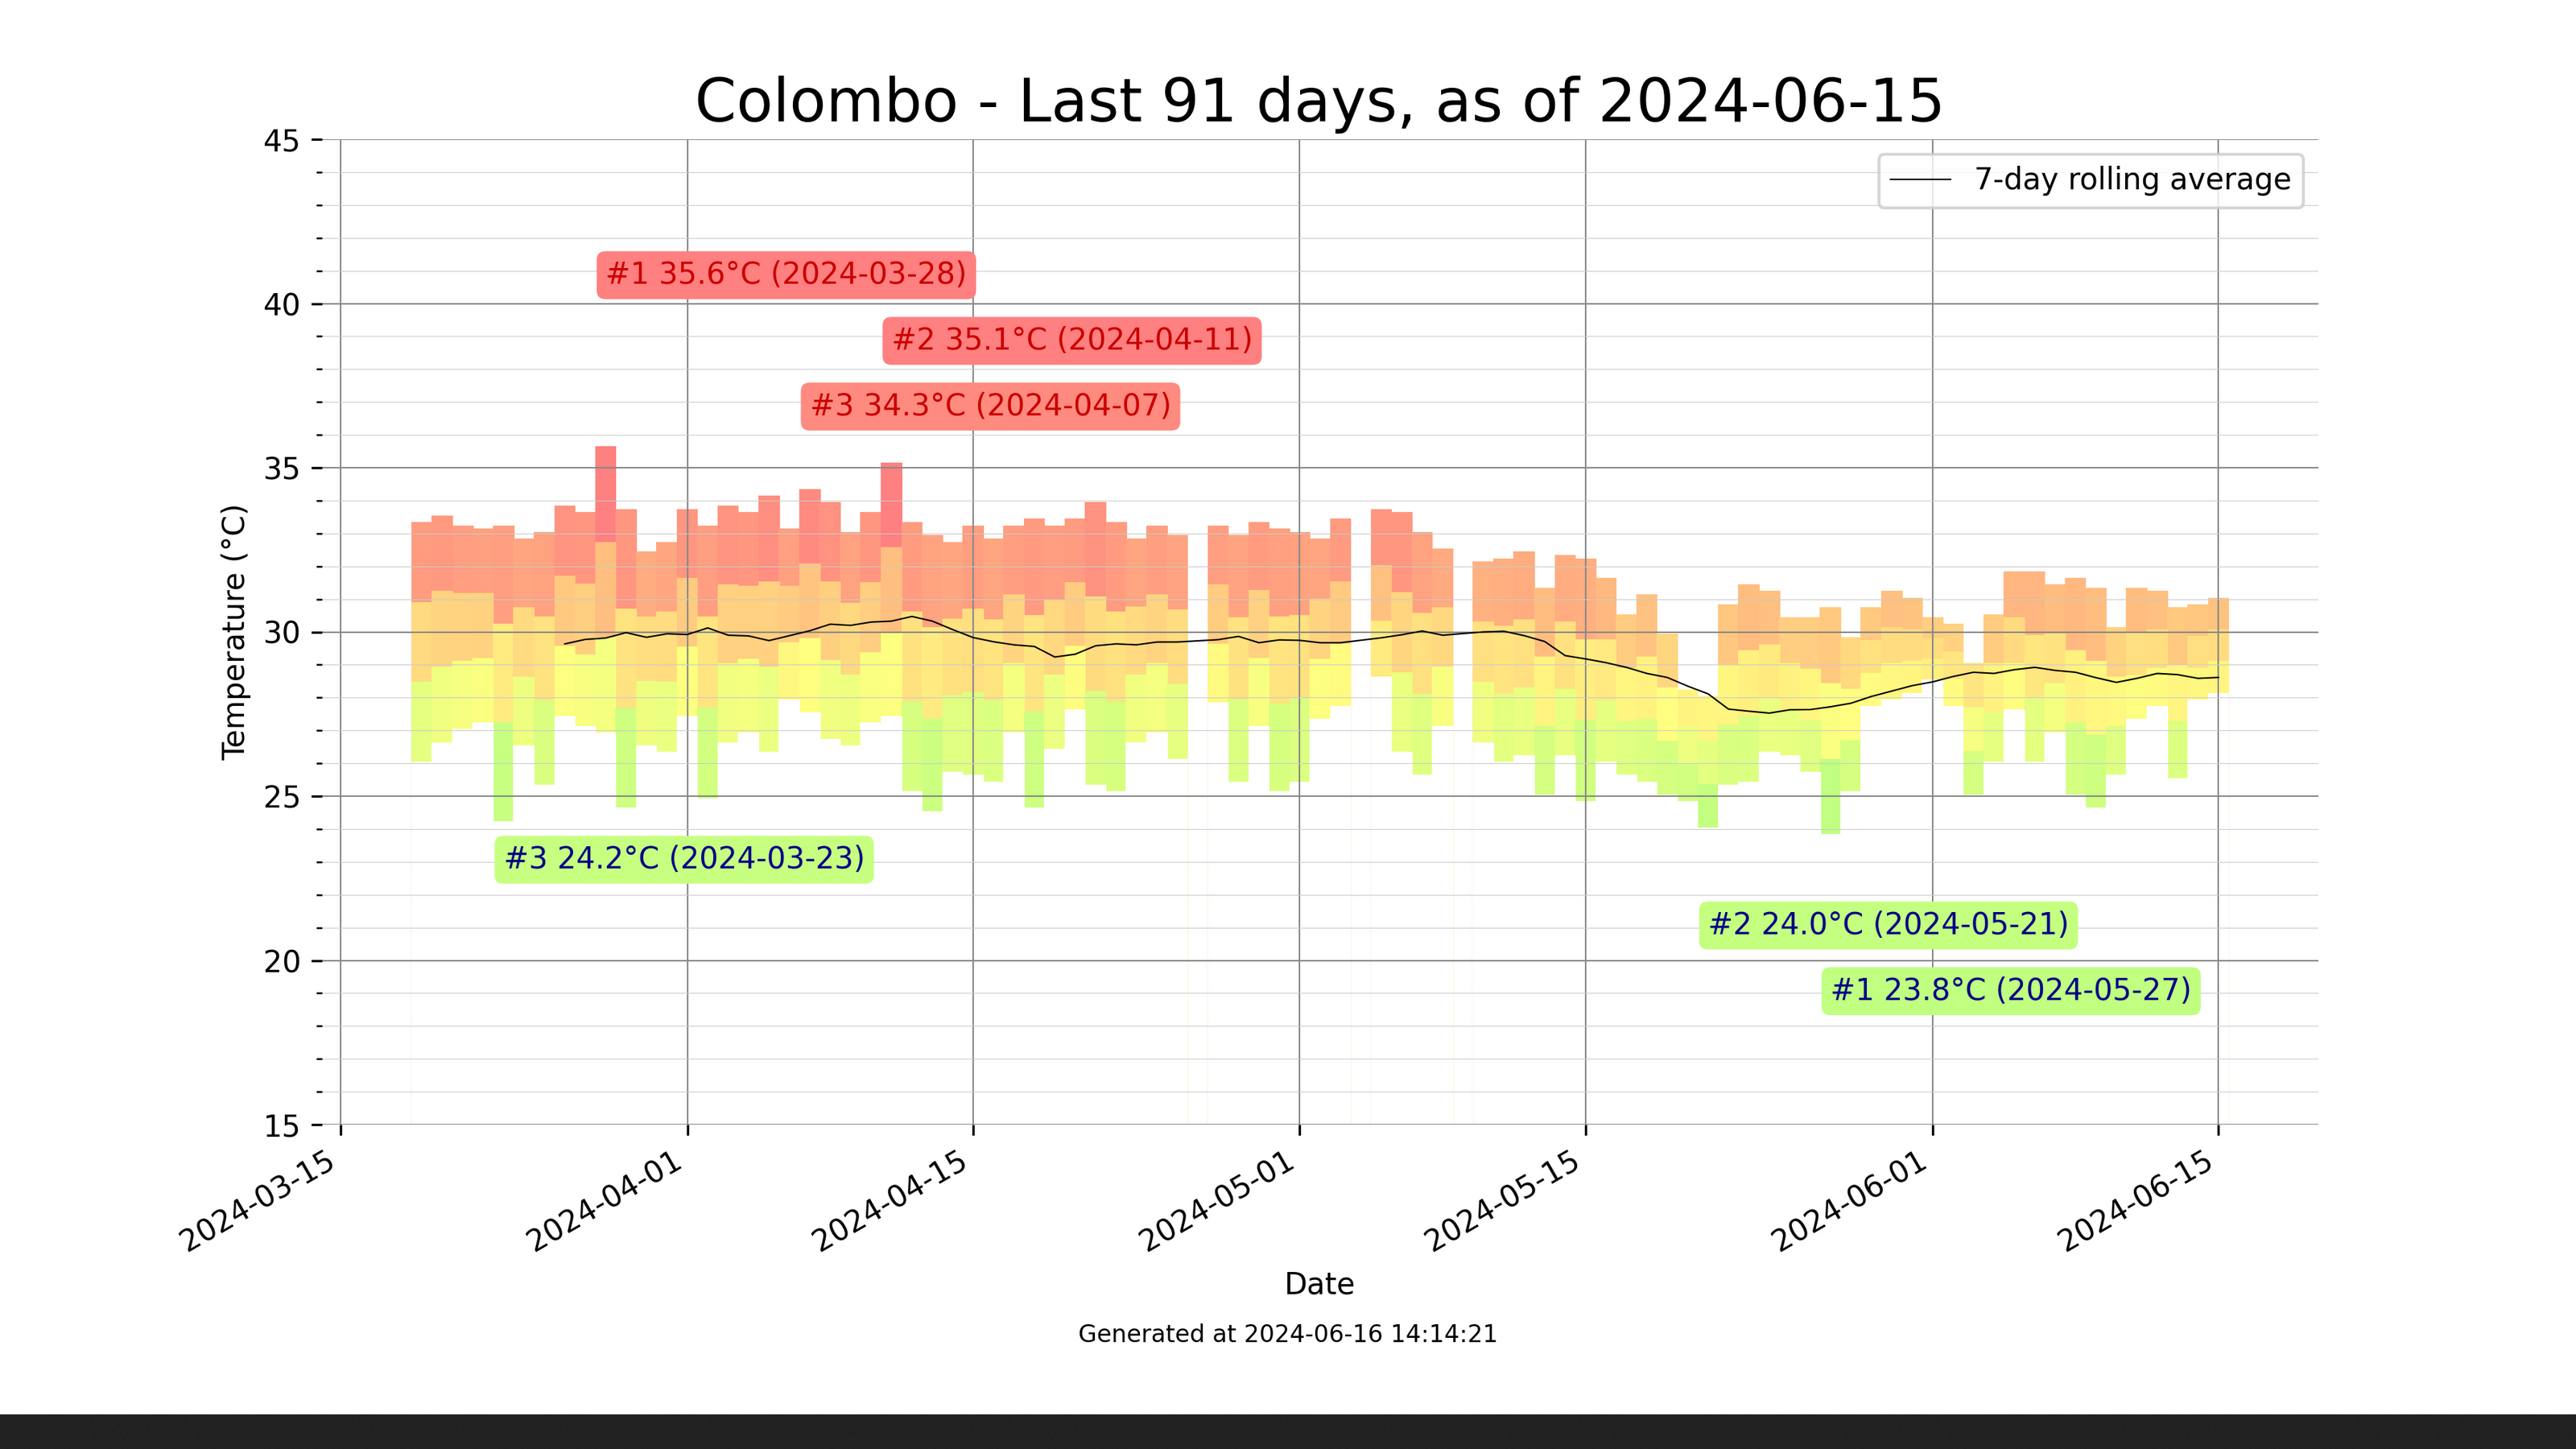 Colombo - Last 91 days, as of 2024-06-15
45
40
35
30
25
20
15
Temperature (°C)
7-day rolling average
#1 35.6°C (2024-03-28)
#2 35.1°C (2024-04-11)
#3 34.3°C (2024-04-07)
#3 24.2°C (2024-03-23)
#2 24.0°C (2024-05-21)
#1 23.8°C (2024-05-27)
2024-03-15
2024-04-01
2024-04-15
2024-05-01
2024-05-15
2024-06-01
2024-06-15
Date
Generated at 2024-06-16 14:14:21